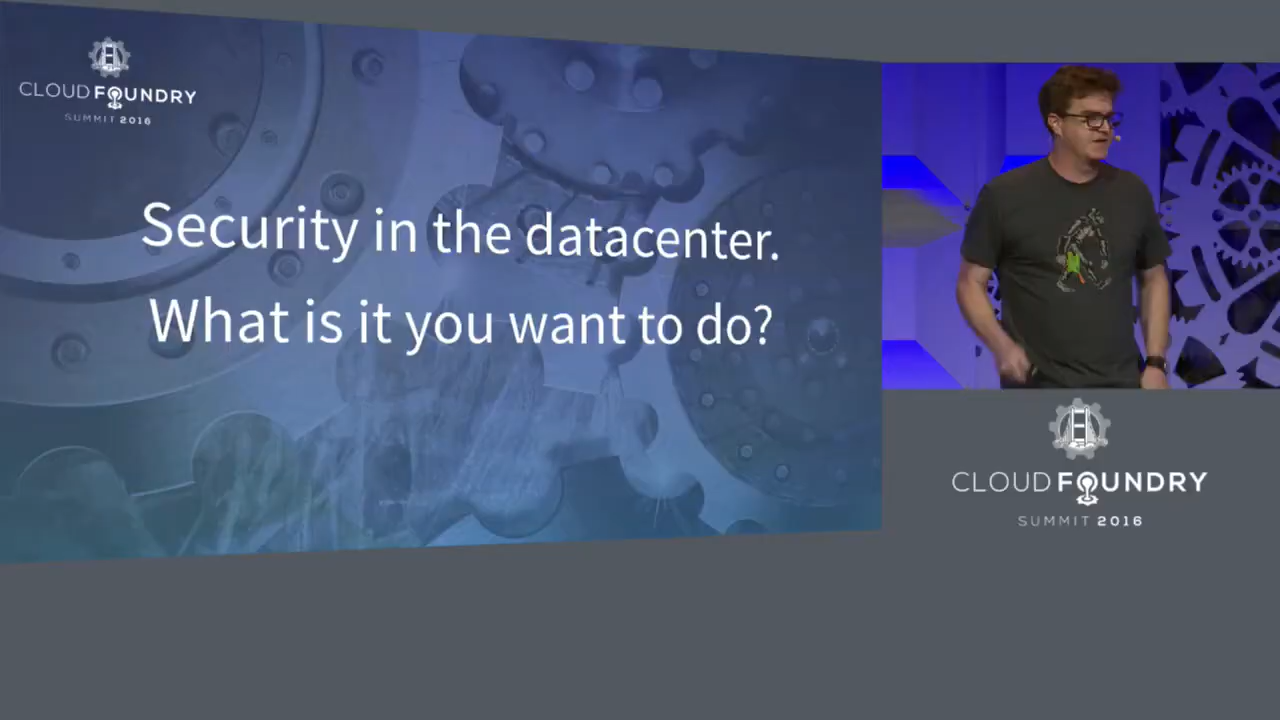 CLOUD FOUNDRY
SUMMIT 2016
Security in the datacenter.
What is it you want to do?
CLOUD FOUNDRY
SUMMIT 2016